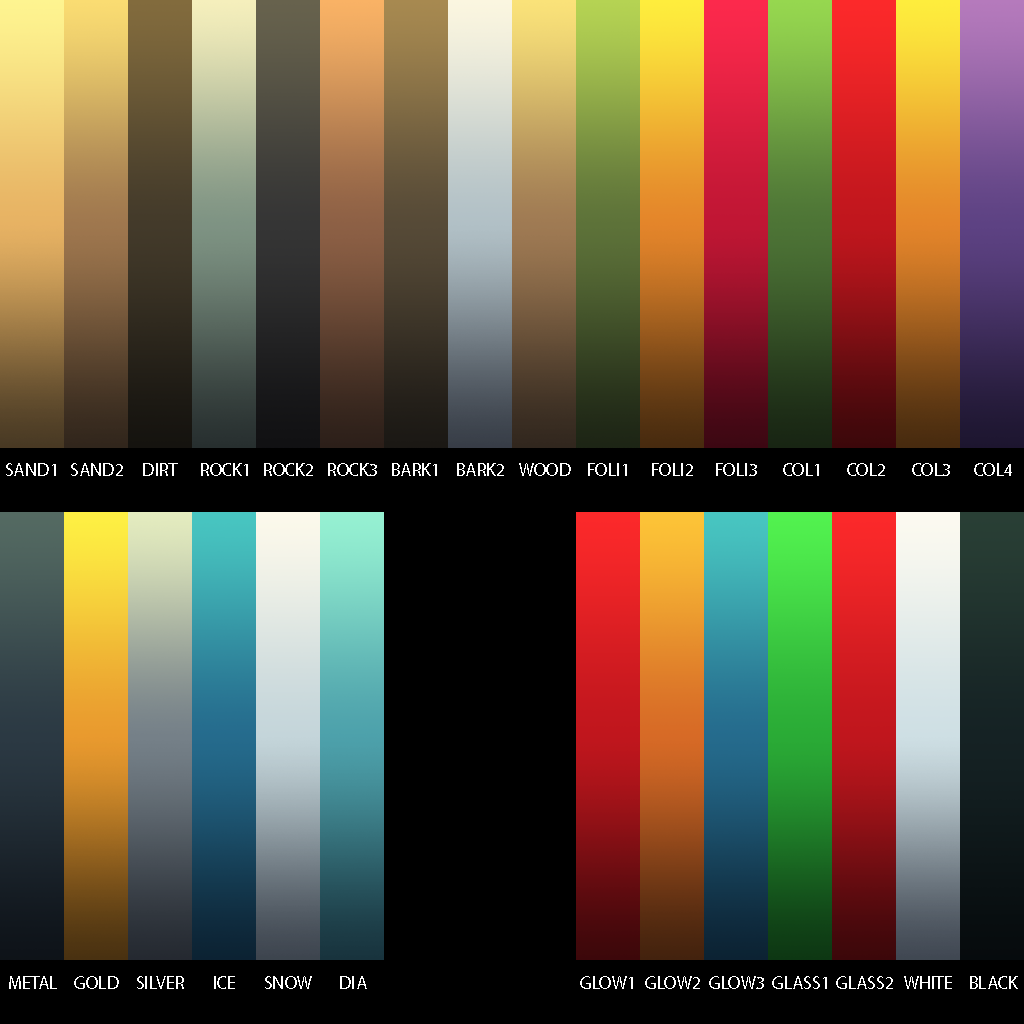 SAND1 SAND2 DIRT ROCK1 ROCK2 ROCK3 BARK1 BARK2 WOOD FOLI1 FOLI2 FOLI3 COL1 COL2 COL3 COL4
METAL GOLD SILVER ICE SNOW DIA GLOW1 GLOW2 GLOW3 GLASS1 GLASS2 WHITE BLACK